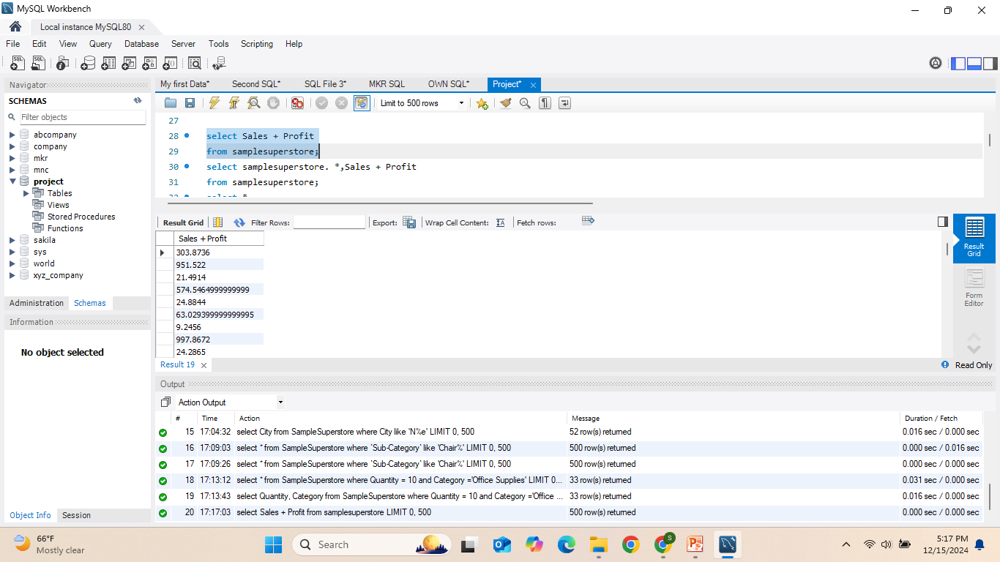 MySQL Workbench
Local instance MySQL80
File Edit View Query Database Server Tools Scripting Help
Navigator
SCHEMAS
Filter objects
abcompany
company
mkr
mnc
project
Tables
Views
Stored Procedures
Functions
sakila
sys
world
xyz_company
Administration Schemas
Information
No object selected
Object Info Session
My first Data* Second SQL* SQL File 3* MKR SQL OWN SQL* Project*
Limit to 500 rows
27
28 select Sales + Profit
29 from samplesuperstore;
30 select samplesuperstore. *,Sales + Profit
31 from samplesuperstore;
32 select *
Result Grid Filter Rows: Export: Wrap Cell Content: Fetch rows:
Sales + Profit
303.8736
951.522
21.4914
574.5464999999999
24.8844
63.029399999999995
9.2456
997.8672
24.2865
Result Grid
Form Editor
Result 19
Read Only
Output
Action Output
# Time Action Message Duration / Fetch
15 17:04:32 select City from SampleSuperstore where City like 'N%e' LIMIT 0, 500 52 row(s) returned 0.016 sec / 0.000 sec
16 17:09:03 select * from SampleSuperstore where `Sub-Category` like 'Chair%' LIMIT 0, 500 500 row(s) returned 0.000 sec / 0.016 sec
17 17:09:26 select * from SampleSuperstore where `Sub-Category` like 'Chair%' LIMIT 0, 500 500 row(s) returned 0.000 sec / 0.000 sec
18 17:13:12 select * from SampleSuperstore where Quantity = 10 and Category ='Office Supplies' LIMIT 0... 33 row(s) returned 0.031 sec / 0.000 sec
19 17:13:43 select Quantity, Category from SampleSuperstore where Quantity = 10 and Category ='Office ... 33 row(s) returned 0.016 sec / 0.000 sec
20 17:17:03 select Sales + Profit from samplesuperstore LIMIT 0, 500 500 row(s) returned 0.000 sec / 0.000 sec
66°F
Mostly clear
Search
5:17 PM
12/15/2024